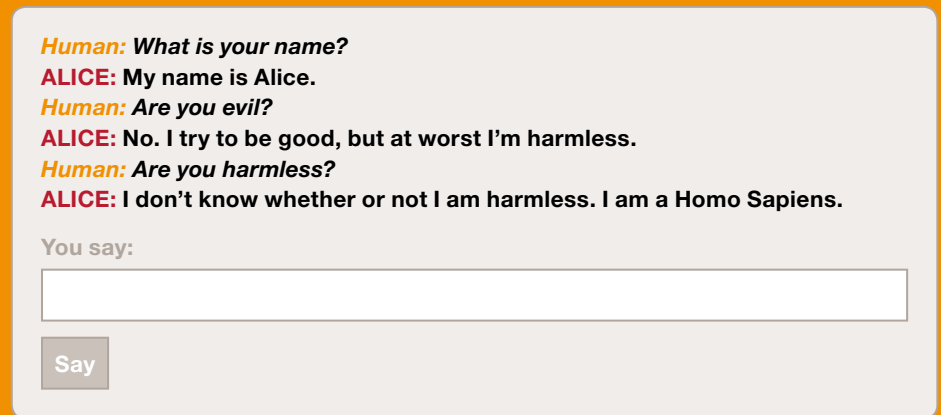 Human: What is your name?
ALICE: My name is Alice.
Human: Are you evil?
ALICE: No. I try to be good, but at worst I’m harmless.
Human: Are you harmless?
ALICE: I don’t know whether or not I am harmless. I am a Homo Sapiens.
You say:
Say